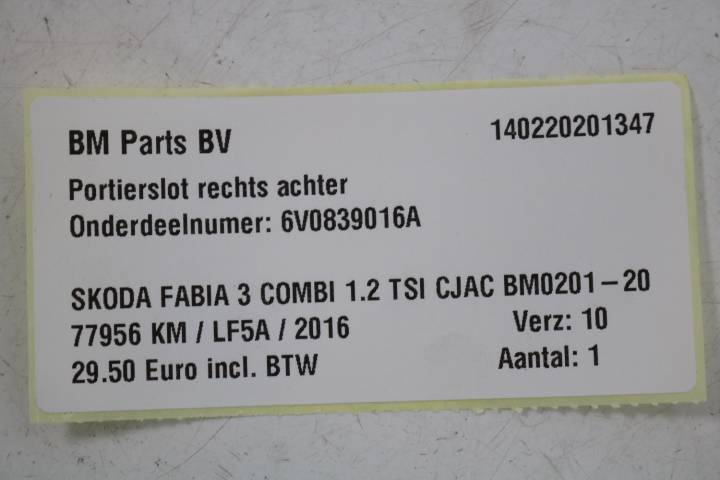 BM Parts BV 140220201347
Portierslot rechts achter
Onderdeelnumer: 6V0839016A
SKODA FABIA 3 COMBI 1.2 TSI CJAC BM0201-20
77956 KM / LF5A / 2016 Verz: 10
29.50 Euro incl. BTW Aantal: 1